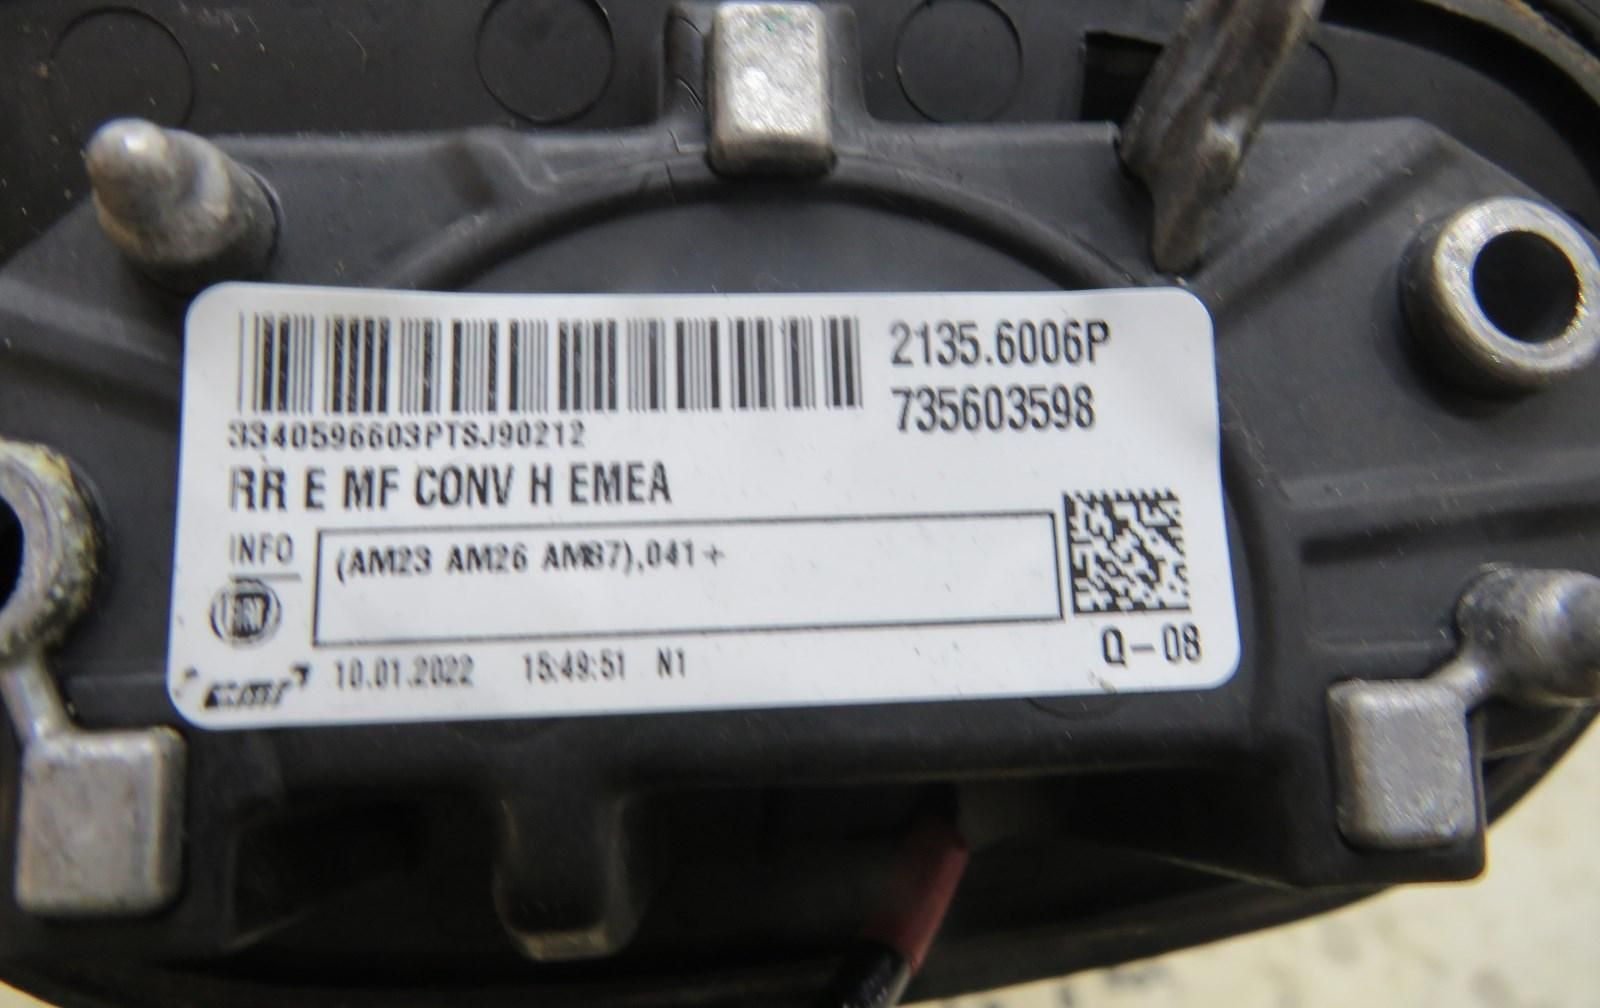 2135.6006P
735603598
3340596603PTSJ90212
RR E MF CONV H EMEA
INFO
(AM23 AM26 AM87),041+
10.01.2022 15:49:51 N1
Q-08